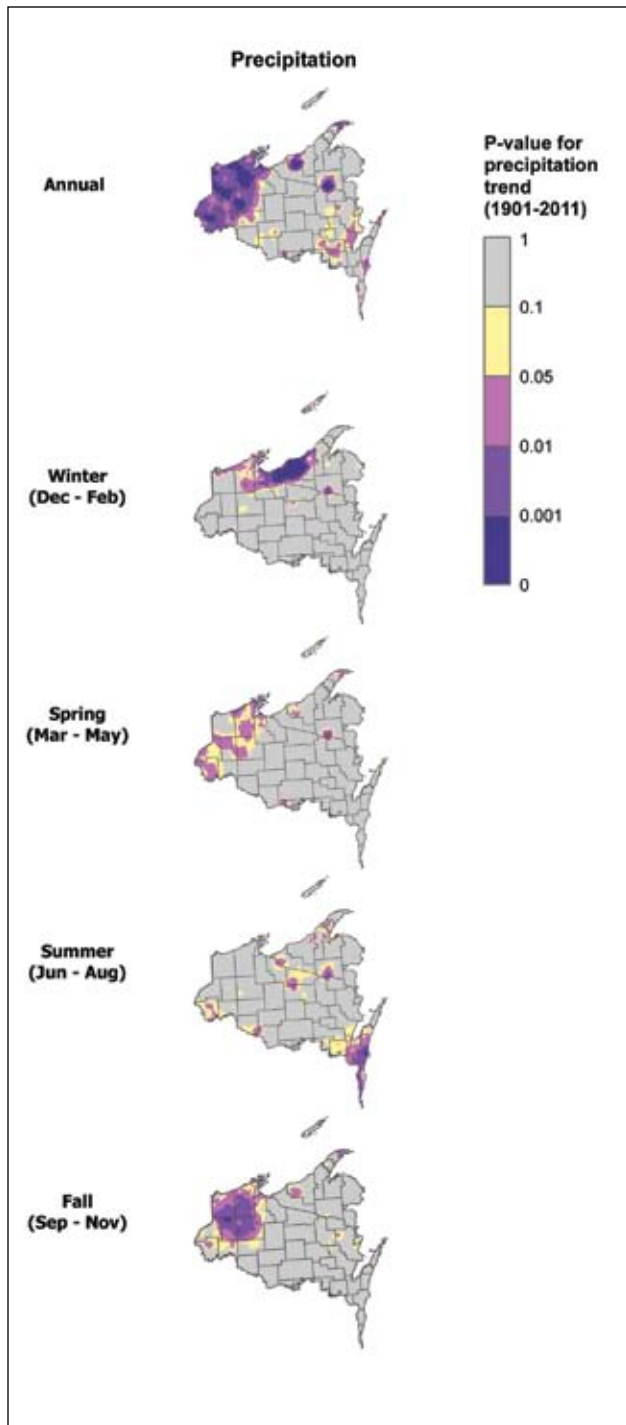 Precipitation
Annual
P-value for
precipitation
trend
(1901-2011)
1
0.1
0.05
0.01
0.001
0
Winter
(Dec - Feb)
Spring
(Mar - May)
Summer
(Jun - Aug)
Fall
(Sep - Nov)